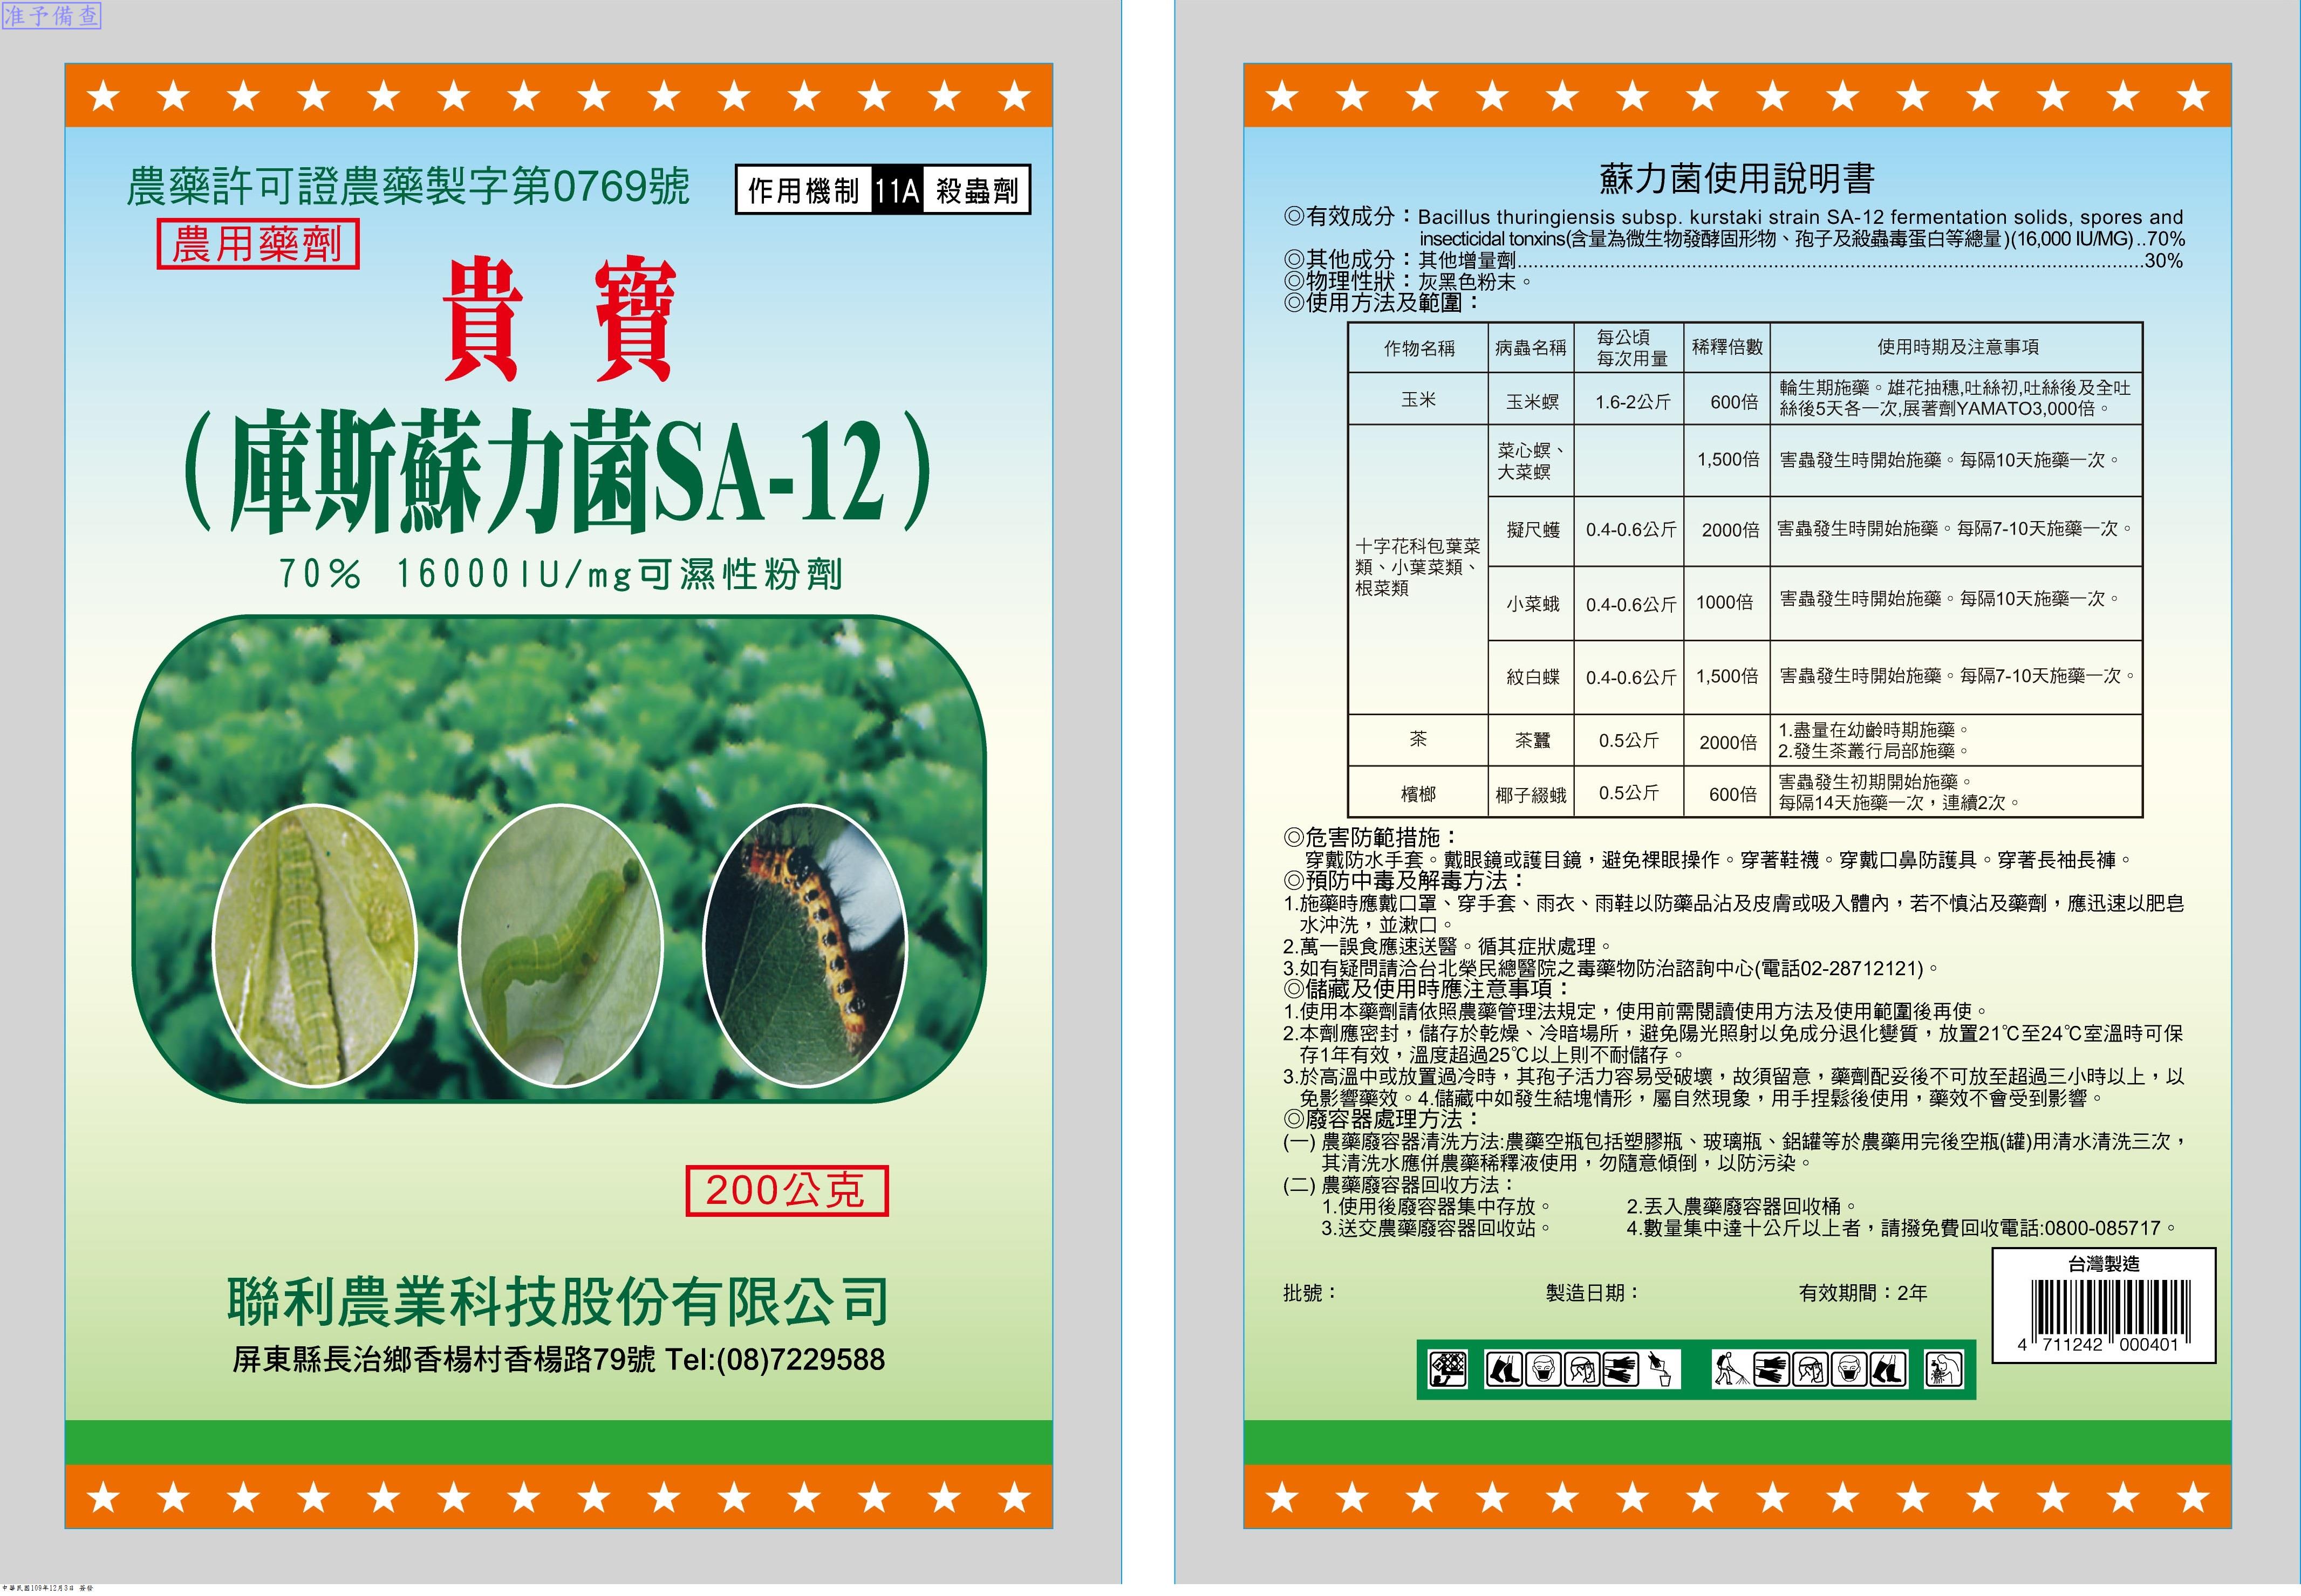 准予備查
農藥許可證農藥製字第0769號
作用機制 11A 殺蟲劑
農用藥劑
貴寶
（庫斯蘇力菌SA-12）
70% 16000IU/mg可濕性粉劑
200公克
聯利農業科技股份有限公司
屏東縣長治鄉香楊村香楊路79號 Tel:(08)7229588
中華民國109年12月3日 簽發
蘇力菌使用說明書
◎有效成分：Bacillus thuringiensis subsp. kurstaki strain SA-12 fermentation solids, spores and
insecticidal tonxins(含量為微生物發酵固形物、孢子及殺蟲毒蛋白等總量)(16,000 IU/MG)..70%
◎其他成分：其他增量劑..................................................30%
◎物理性狀：灰黑色粉末。
◎使用方法及範圍：
作物名稱 病蟲名稱 每公頃每次用量 稀釋倍數 使用時期及注意事項
玉米 玉米螟 1.6-2公斤 600倍 輪生期施藥。雄花抽穗,吐絲初,吐絲後及全吐
絲後5天各一次,展著劑YAMATO3,000倍。
十字花科包葉菜
類、小葉菜類、
根菜類
菜心螟、
大菜螟
1,500倍 害蟲發生時開始施藥。每隔10天施藥一次。
擬尺蠖 0.4-0.6公斤 2000倍 害蟲發生時開始施藥。每隔7-10天施藥一次。
小菜蛾 0.4-0.6公斤 1000倍 害蟲發生時開始施藥。每隔10天施藥一次。
紋白蝶 0.4-0.6公斤 1,500倍 害蟲發生時開始施藥。每隔7-10天施藥一次。
茶 茶蠶 0.5公斤 2000倍 1.盡量在幼齡時期施藥。
2.發生茶叢行局部施藥。
檳榔 椰子綴蛾 0.5公斤 600倍 害蟲發生初期開始施藥。
每隔14天施藥一次，連續2次。
◎危害防範措施：
穿戴防水手套。戴眼鏡或護目鏡，避免裸眼操作。穿著鞋襪。穿戴口鼻防護具。穿著長袖長褲。
◎預防中毒及解毒方法：
1.施藥時應戴口罩、穿手套、雨衣、雨鞋以防藥品沾及皮膚或吸入體內，若不慎沾及藥劑，應迅速以肥皂
水沖洗，並漱口。
2.萬一誤食應速送醫。循其症狀處理。
3.如有疑問請洽台北榮民總醫院之毒藥物防治諮詢中心(電話02-28712121)。
◎儲藏及使用時應注意事項：
1.使用本藥劑請依照農藥管理法規定，使用前需閱讀使用方法及使用範圍後再使。
2.本劑應密封，儲存於乾燥、冷暗場所，避免陽光照射以免成分退化變質，放置21℃至24℃室溫時可保
存1年有效，溫度超過25℃以上則不耐儲存。
3.於高溫中或放置過冷時，其孢子活力容易受破壞，故須留意，藥劑配妥後不可放至超過三小時以上，以
免影響藥效。4.儲藏中如發生結塊情形，屬自然現象，用手捏鬆後使用，藥效不會受到影響。
◎廢容器處理方法：
(一) 農藥廢容器清洗方法:農藥空瓶包括塑膠瓶、玻璃瓶、鋁罐等於農藥用完後空瓶(罐)用清水清洗三次，
其清洗水應併農藥稀釋液使用，勿隨意傾倒，以防污染。
(二) 農藥廢容器回收方法：
1.使用後廢容器集中存放。 2.丟入農藥廢容器回收桶。
3.送交農藥廢容器回收站。 4.數量集中達十公斤以上者，請撥免費回收電話:0800-085717。
批號： 製造日期： 有效期間：2年
台灣製造
4 711242 000401